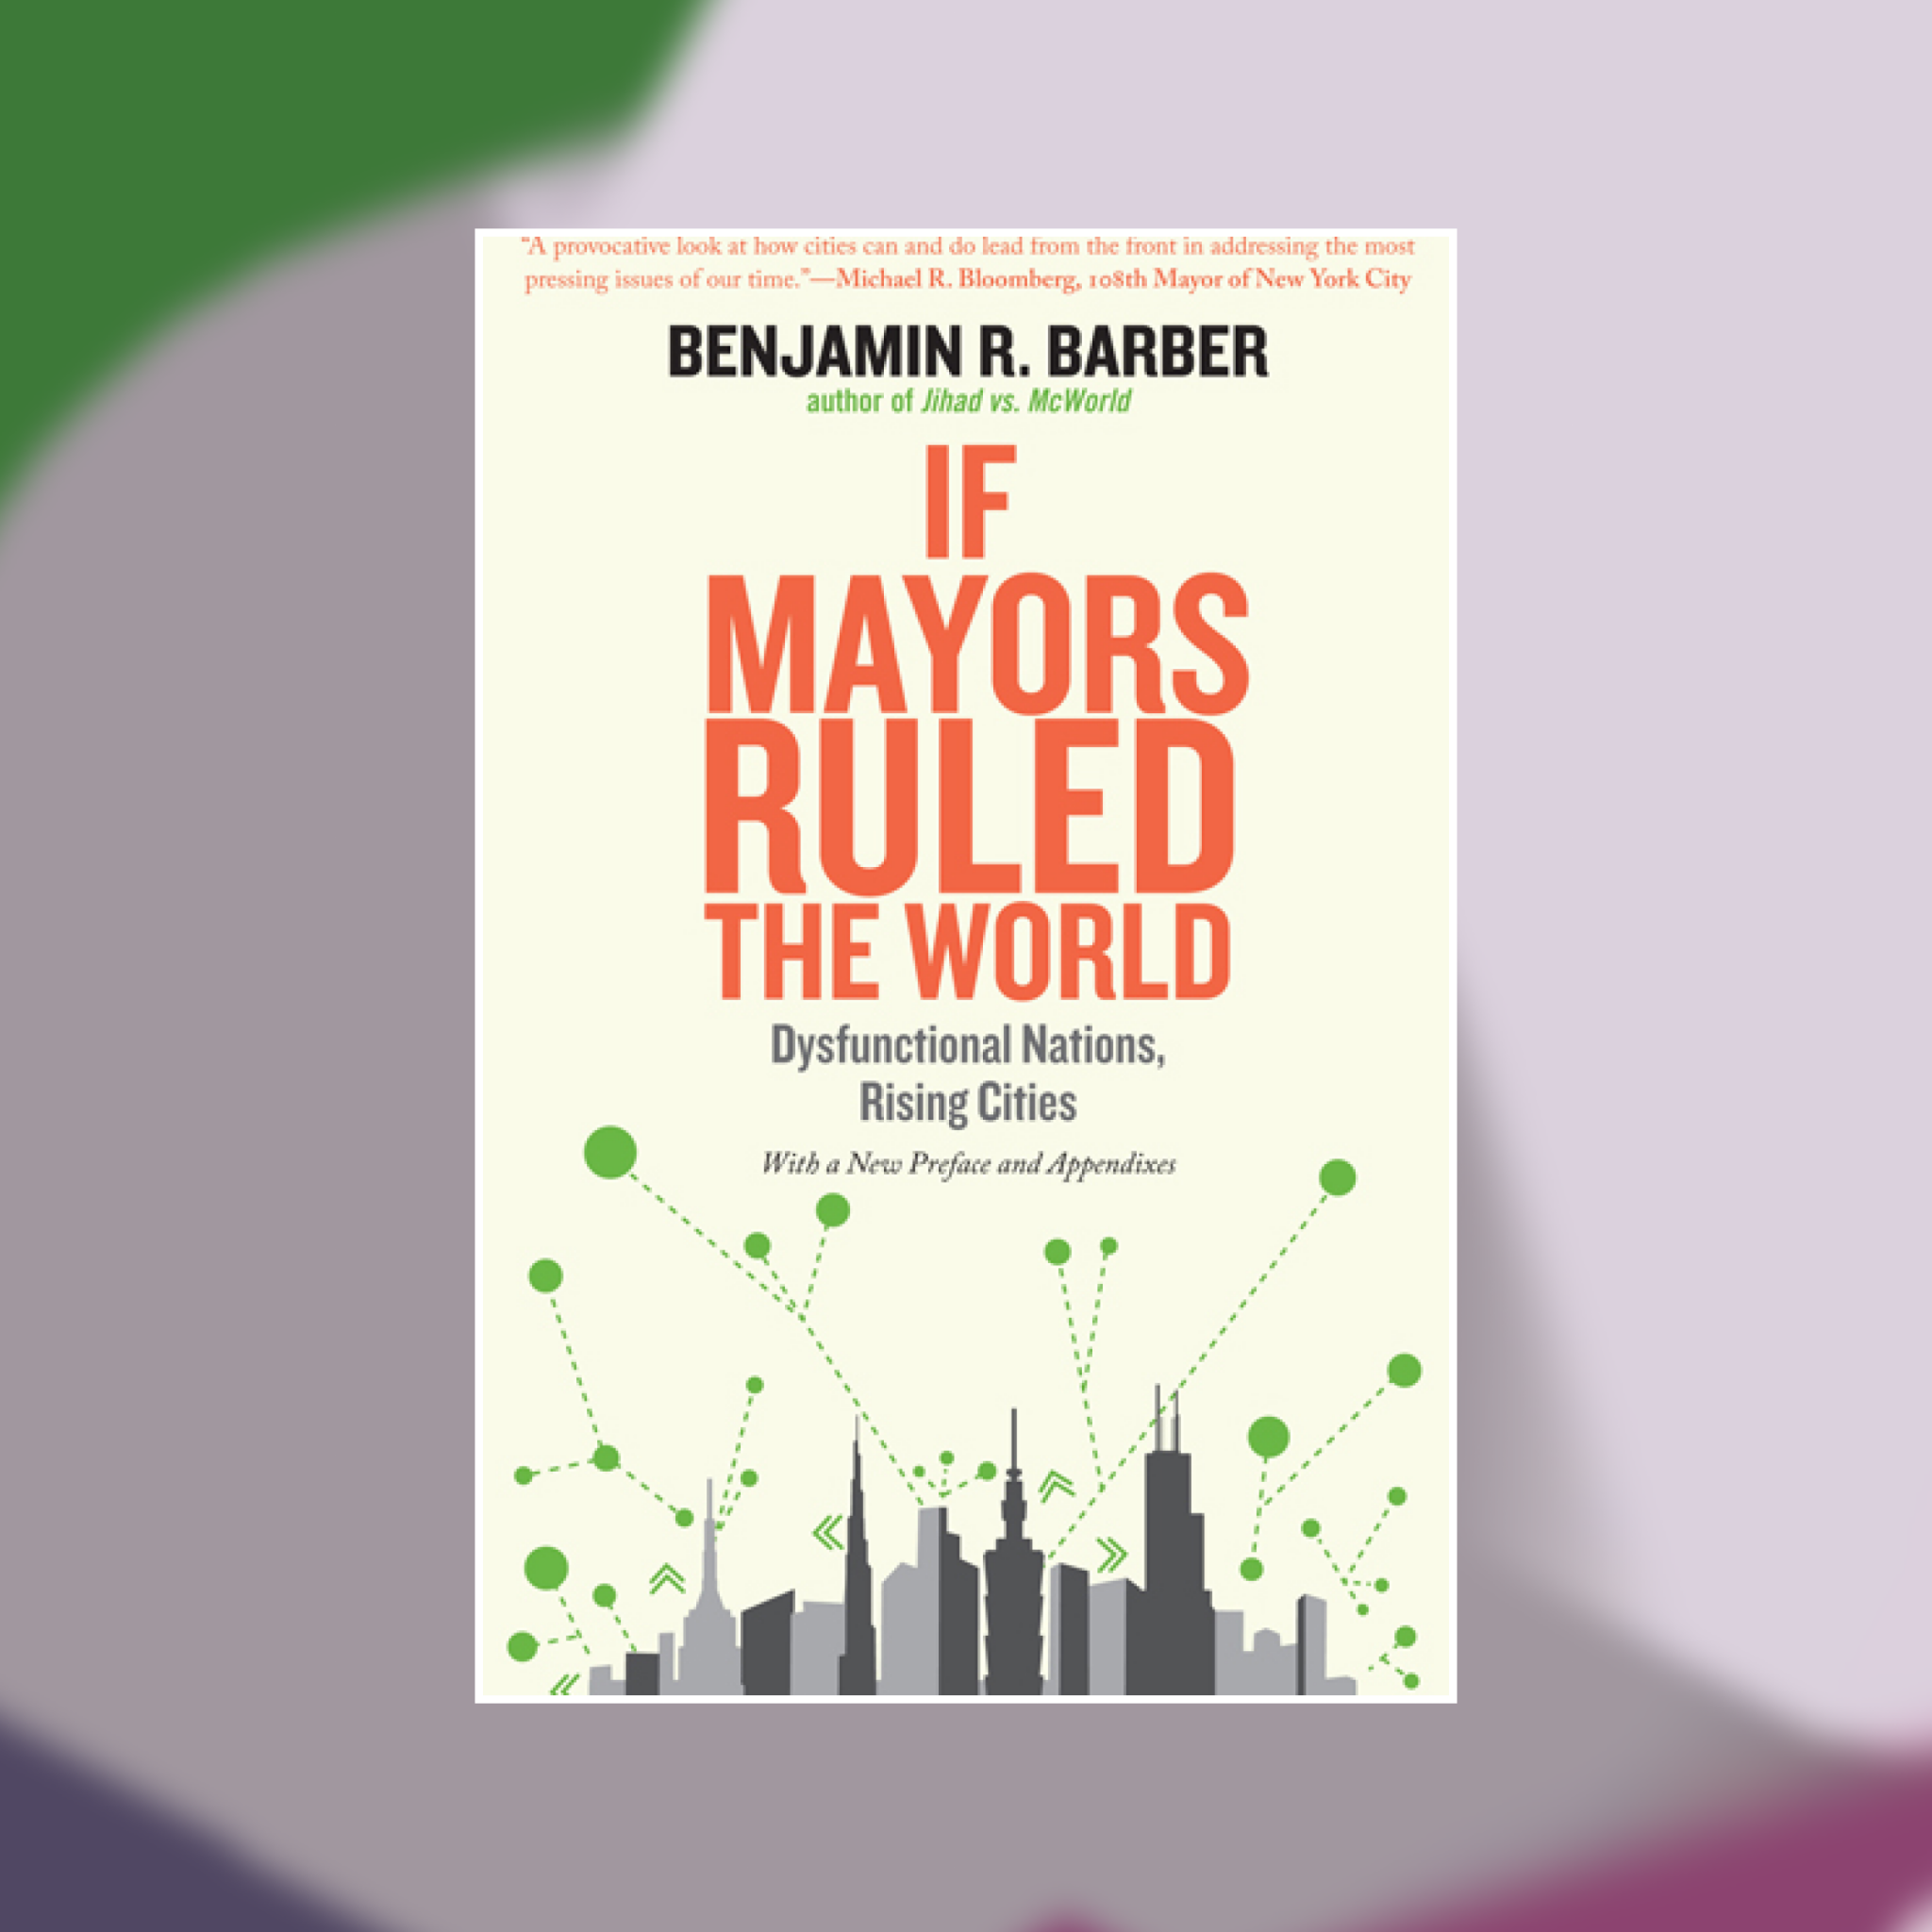 “A provocative look at how cities can and do lead from the front in addressing the most
pressing issues of our time.”—Michael R. Bloomberg, 108th Mayor of New York City
BENJAMIN R. BARBER
author of Jihad vs. McWorld
IF
MAYORS
RULED
THE WORLD
Dysfunctional Nations,
Rising Cities
With a New Preface and Appendixes